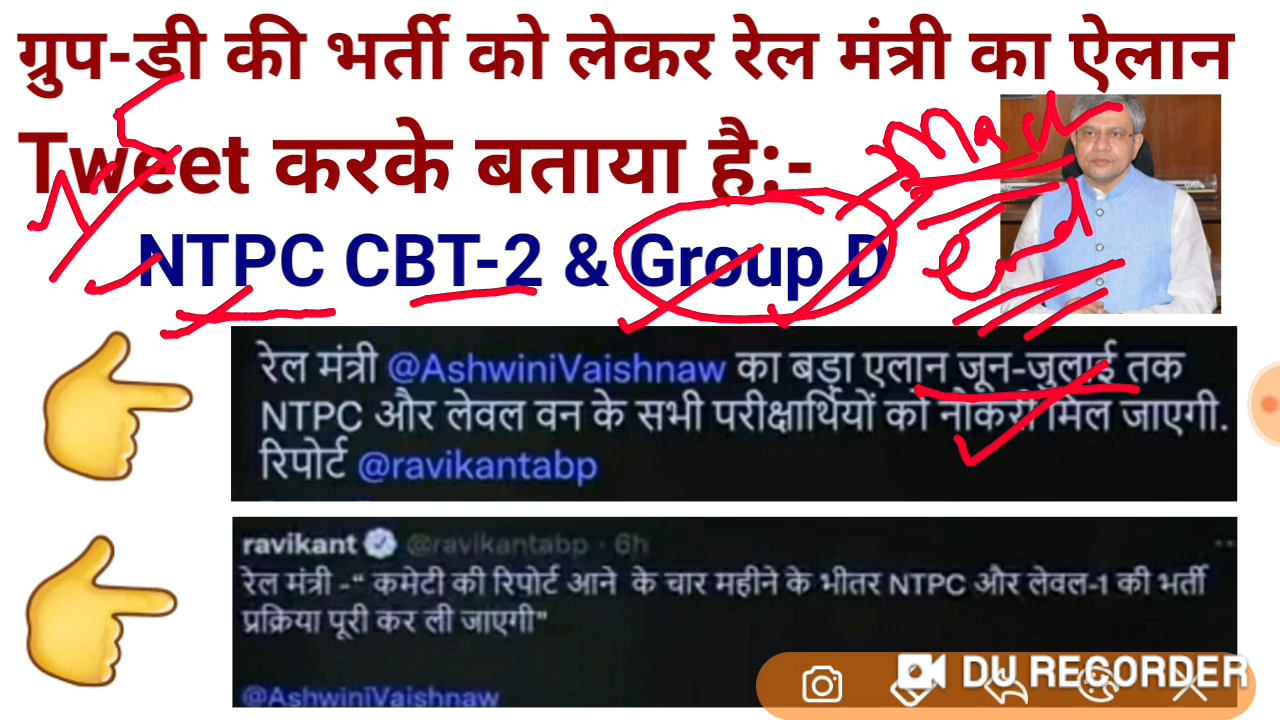 ग्रुप-डी की भर्ती को लेकर रेल मंत्री का ऐलान
Tweet करके बताया है:-
March
End
NTPC CBT-2 & Group D
रेल मंत्री @AshwiniVaishnaw का बड़ा एलान जून-जुलाई तक
NTPC और लेवल वन के सभी परीक्षार्थियों को नौकरी मिल जाएगी.
रिपोर्ट @ravikantabp
ravikant @ravikantabp · 6h
रेल मंत्री -“ कमेटी की रिपोर्ट आने के चार महीने के भीतर NTPC और लेवल-1 की भर्ती
प्रक्रिया पूरी कर ली जाएगी"
@AshwiniVaishnaw
DU RECORDER